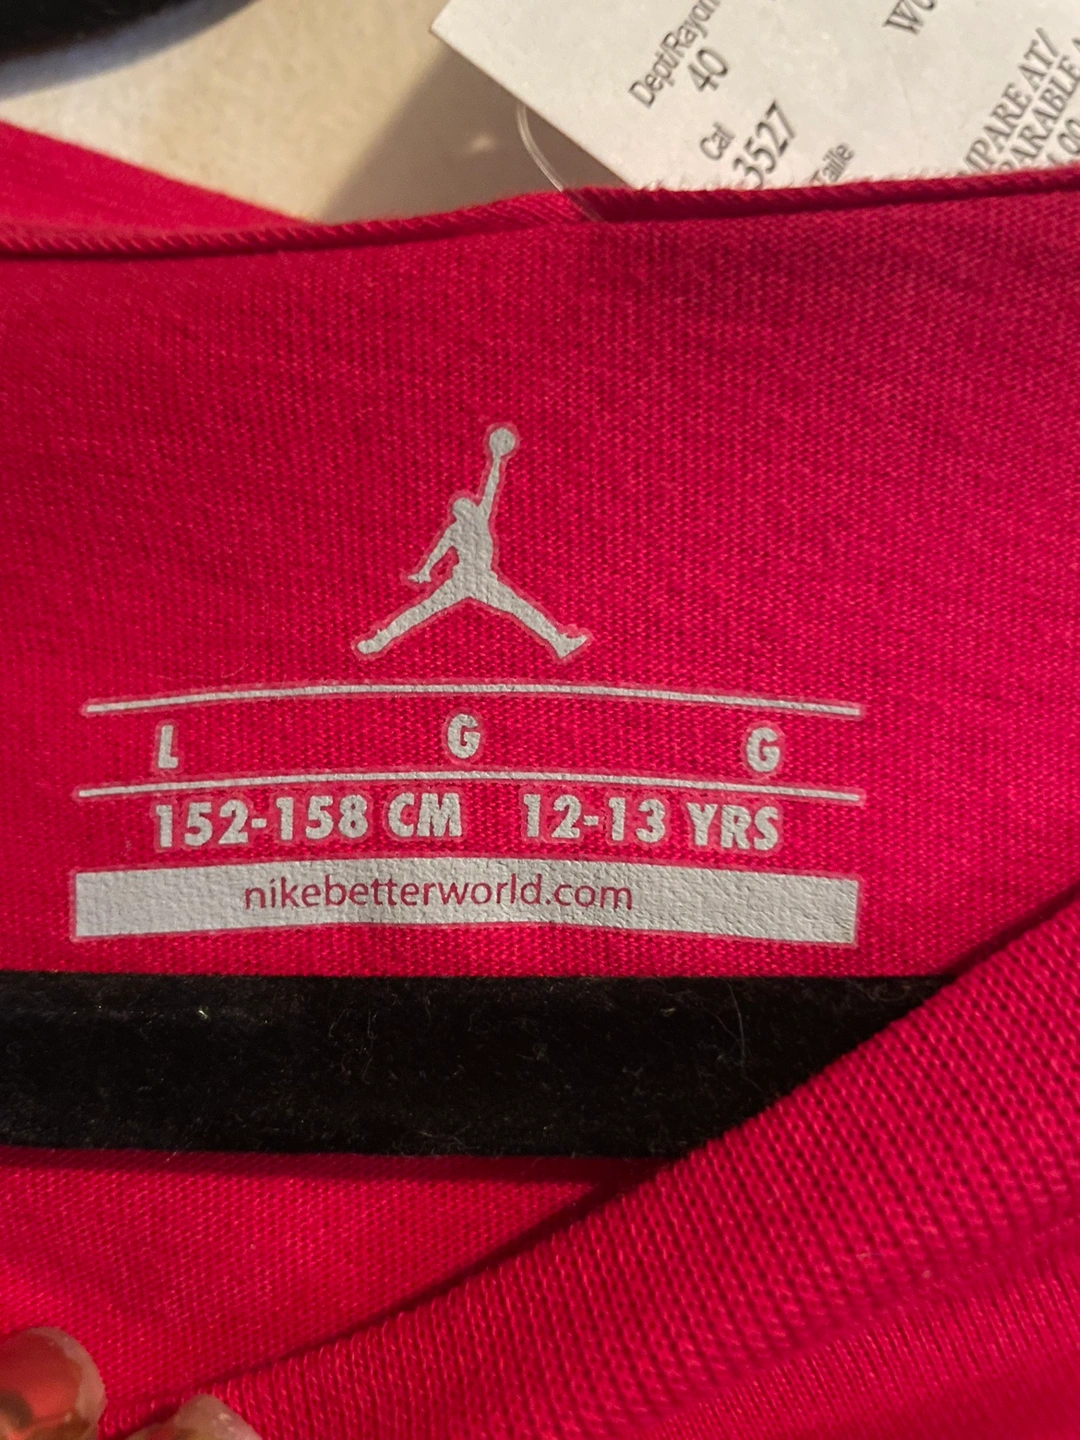 Dept/Rayon
40
Cat
3527
Taille
L G G
152-158 CM 12-13 YRS
nikebetterworld.com